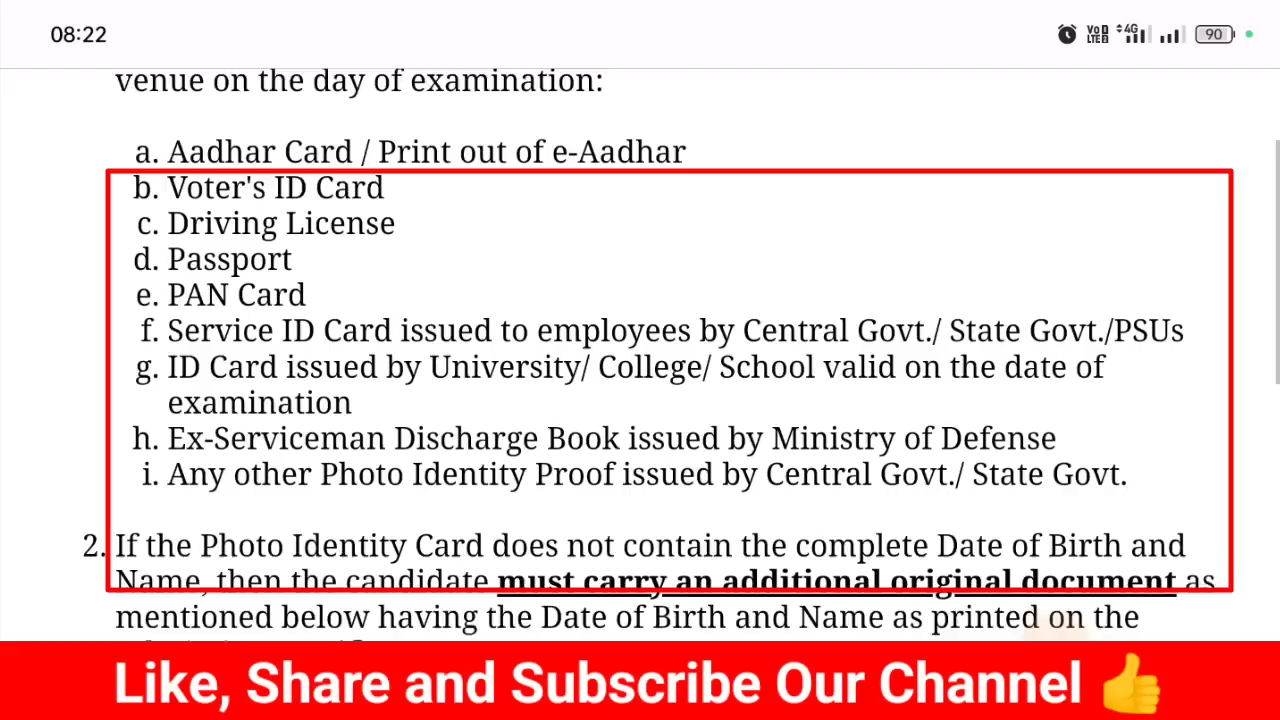 08:22
VoD LTE2 4G 90
venue on the day of examination:
a. Aadhar Card / Print out of e-Aadhar
b. Voter's ID Card
c. Driving License
d. Passport
e. PAN Card
f. Service ID Card issued to employees by Central Govt./ State Govt./PSUs
g. ID Card issued by University/ College/ School valid on the date of
examination
h. Ex-Serviceman Discharge Book issued by Ministry of Defense
i. Any other Photo Identity Proof issued by Central Govt./ State Govt.
2. If the Photo Identity Card does not contain the complete Date of Birth and
Name, then the candidate must carry an additional original document as
mentioned below having the Date of Birth and Name as printed on the
Like, Share and Subscribe Our Channel 👍